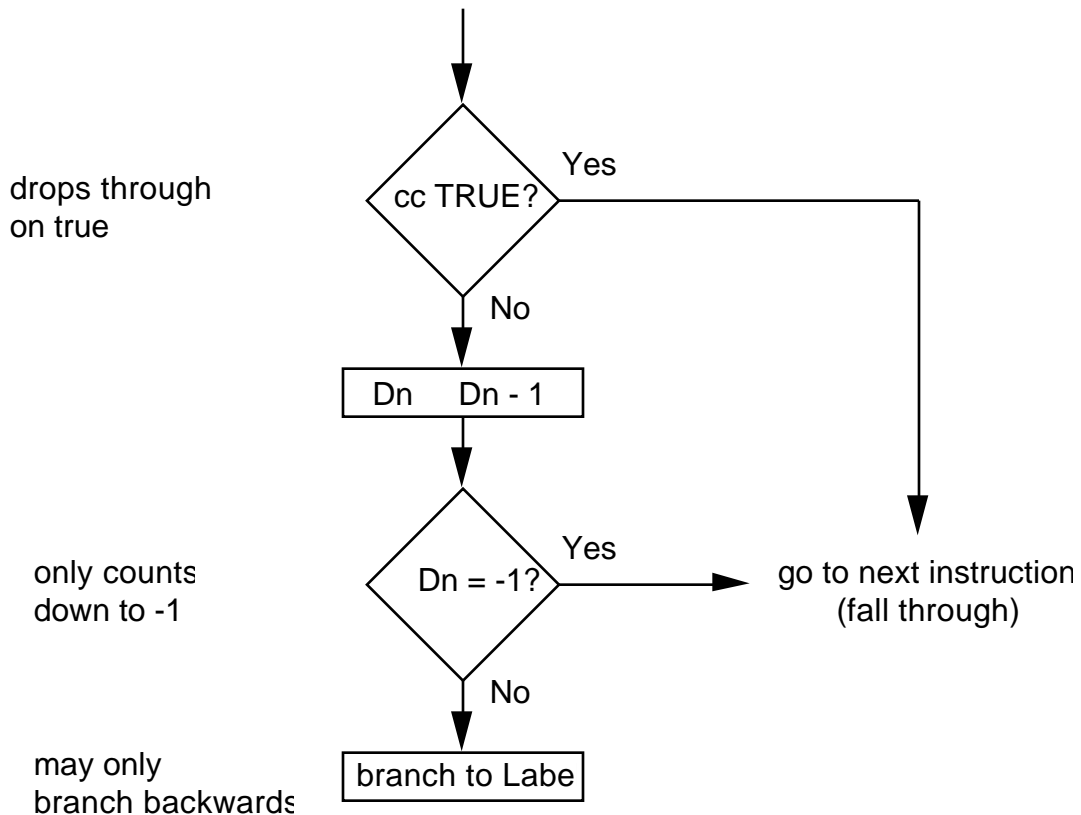 drops through
on true
cc TRUE?
Yes
No
Dn Dn - 1
only counts
down to -1
Dn = -1?
Yes
go to next instruction
(fall through)
No
may only
branch backwards
branch to Labe